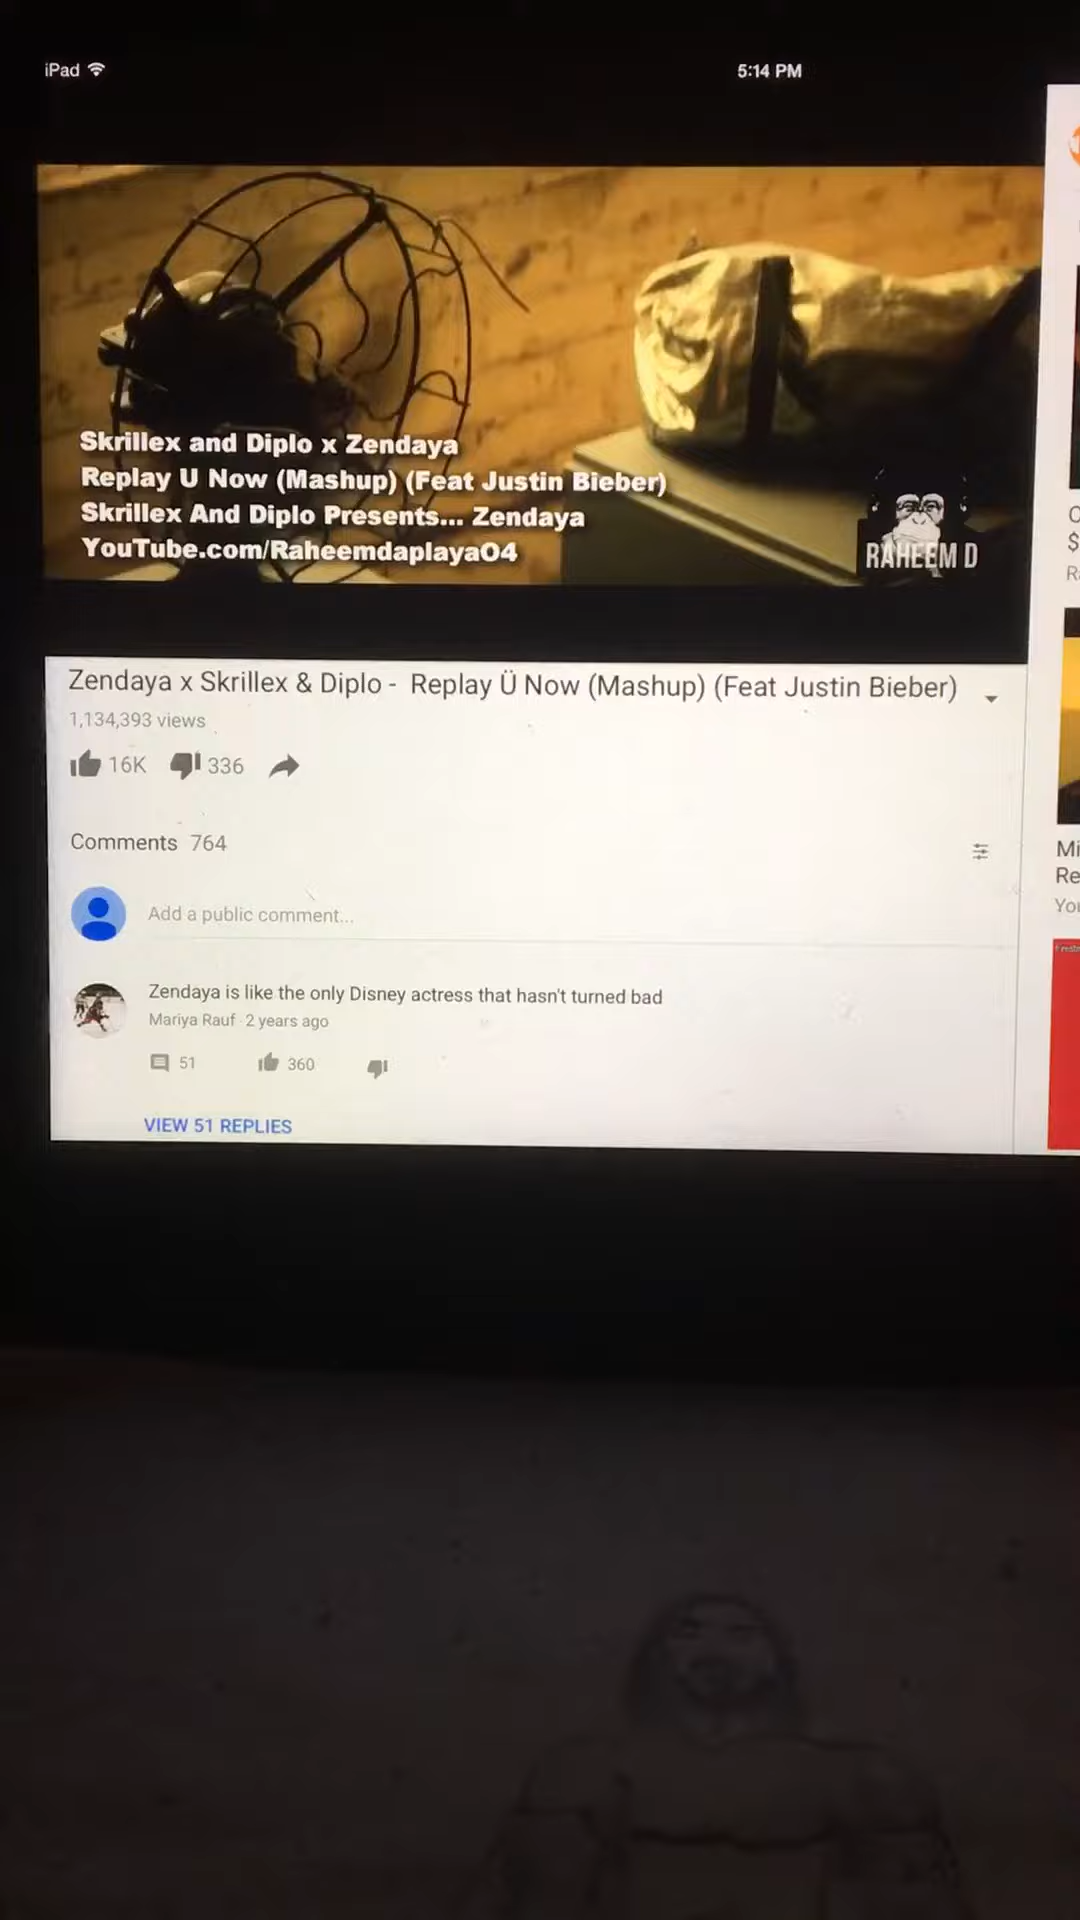 iPad
5:14 PM
Skrillex and Diplo x Zendaya
Replay U Now (Mashup) (Feat Justin Bieber)
Skrillex And Diplo Presents... Zendaya
YouTube.com/Raheemdaplaya04
RAHEEM D
Zendaya x Skrillex & Diplo - Replay Ü Now (Mashup) (Feat Justin Bieber)
1,134,393 views
16K
336
Comments 764
Add a public comment...
Zendaya is like the only Disney actress that hasn't turned bad
Mariya Rauf 2 years ago
51
360
VIEW 51 REPLIES
$
Mi
Re
You